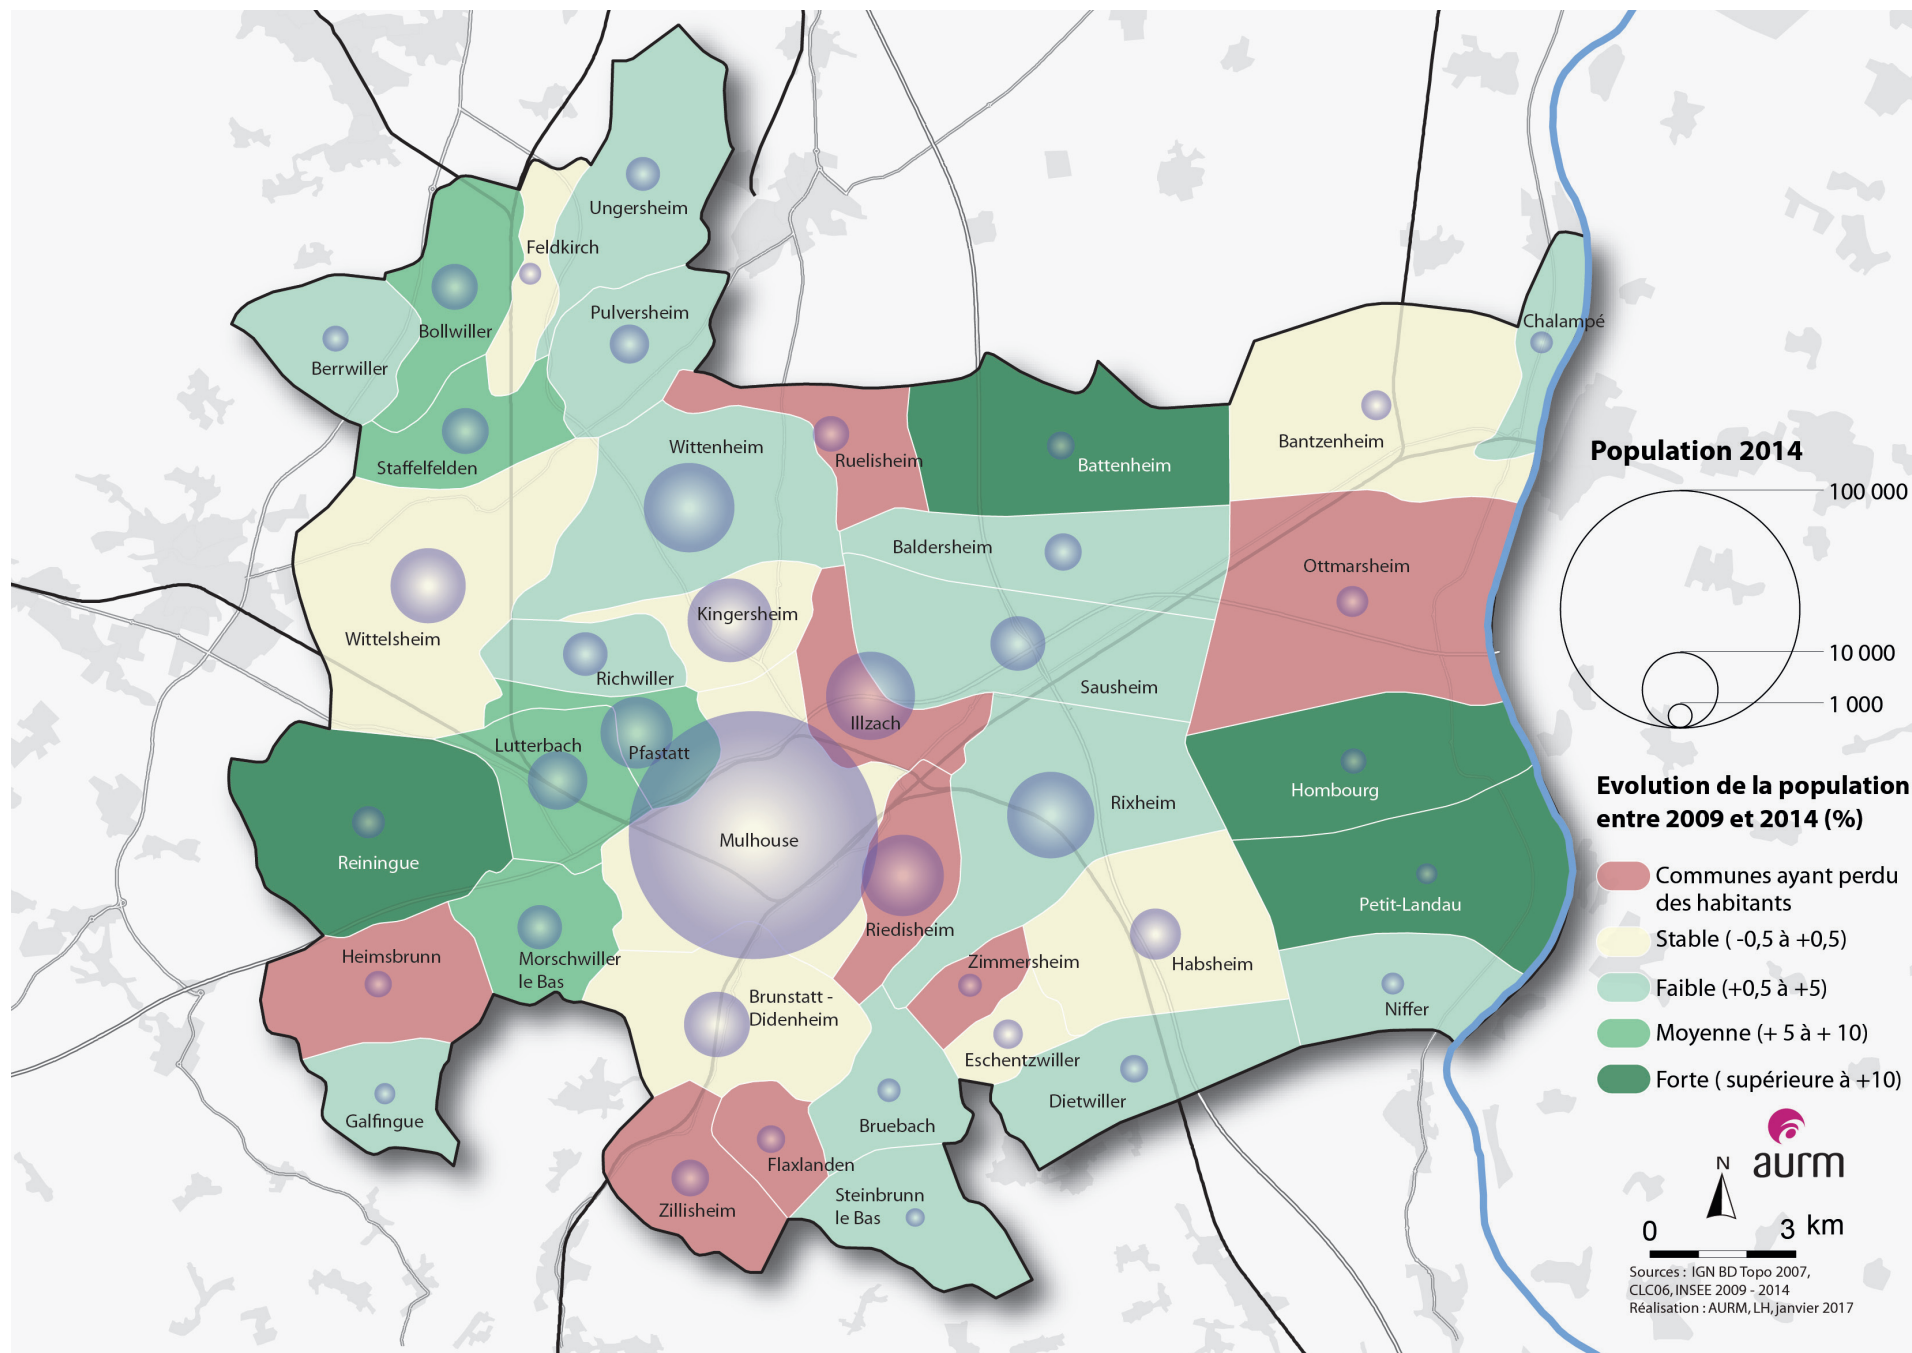 Ungersheim
Feldkirch
Pulversheim
Bollwiller
Berrwiller
Staffelfelden
Chalampé
Bantzenheim
Wittenheim
Ruelisheim
Battenheim
Baldersheim
Ottmarsheim
Wittelsheim
Kingersheim
Richwiller
Sausheim
Illzach
Lutterbach
Pfastatt
Hombourg
Rixheim
Mulhouse
Reiningue
Petit-Landau
Riedisheim
Heimsbrunn
Morschwiller
le Bas
Zimmersheim
Habsheim
Niffer
Brunstatt -
Didenheim
Eschentzwiller
Dietwiller
Galfingue
Bruebach
Flaxlanden
Zillisheim
Steinbrunn
le Bas
Population 2014
100 000
10 000
1 000
Evolution de la population
entre 2009 et 2014 (%)
Communes ayant perdu
des habitants
Stable ( -0,5 à +0,5)
Faible (+0,5 à +5)
Moyenne (+ 5 à + 10)
Forte ( supérieure à +10)
aurm
N
0 3 km
Sources : IGN BD Topo 2007,
CLC06, INSEE 2009 - 2014
Réalisation : AURM, LH, janvier 2017